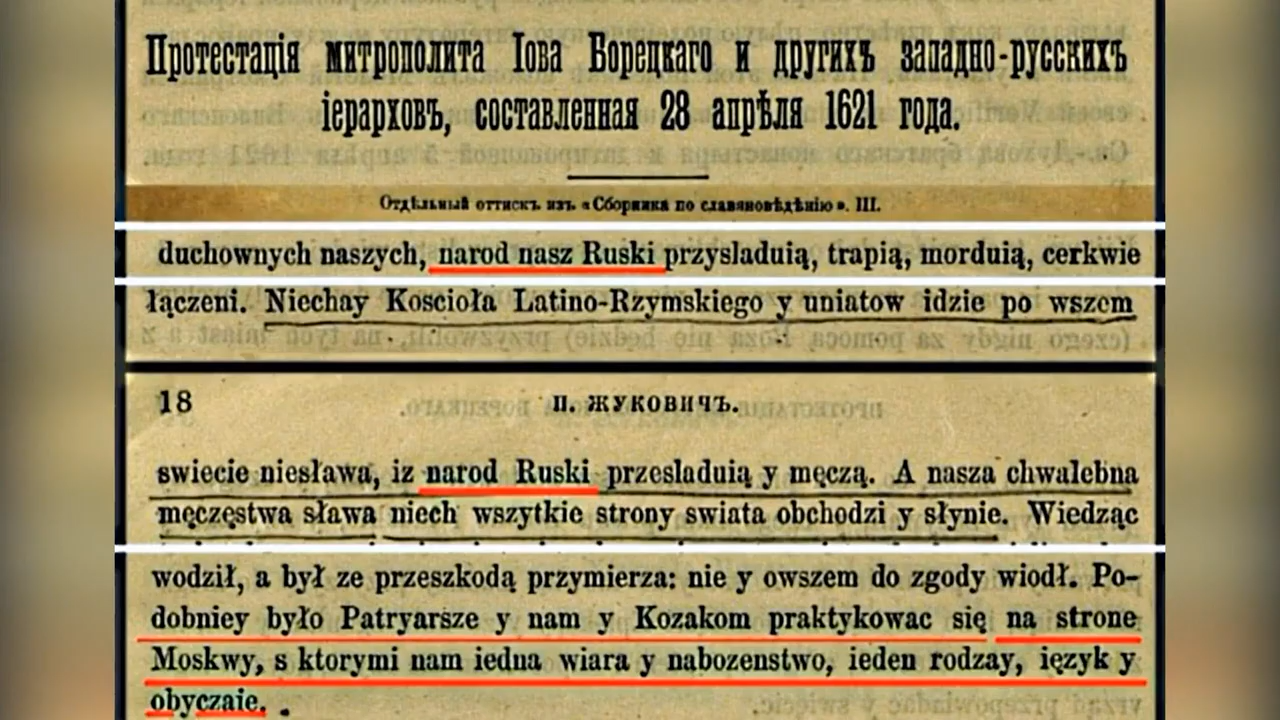 Протестація митрополита Іова Борецкаго и другихъ западно-русскихъ
іерарховъ, составленная 28 апрѣля 1621 года.
Отдѣльный оттискъ изъ «Сборника по славяновѣдѣнію». III.
duchownych naszych, narod nasz Ruski przysladuią, trapią, morduią, cerkwie
łączeni. Niechay Koscioła Latino-Rzymskiego y uniatow idzie po wszem
18
П. ЖУКОВИЧЪ.
swiecie niesława, iz narod Ruski przesladuią y męczą. A nasza chwalebna
męczęstwa sława niech wszytkie strony swiata obchodzi y słynie. Wiedząc
wodził, a był ze przeszkodą przymierza: nie y owszem do zgody wiodł. Po-
dobniey było Patryarsze y nam y Kozakom praktykowac się na strone
Moskwy, s ktorymi nam iedna wiara y nabozenstwo, ieden rodzay, ięzyk y
obyczaie.